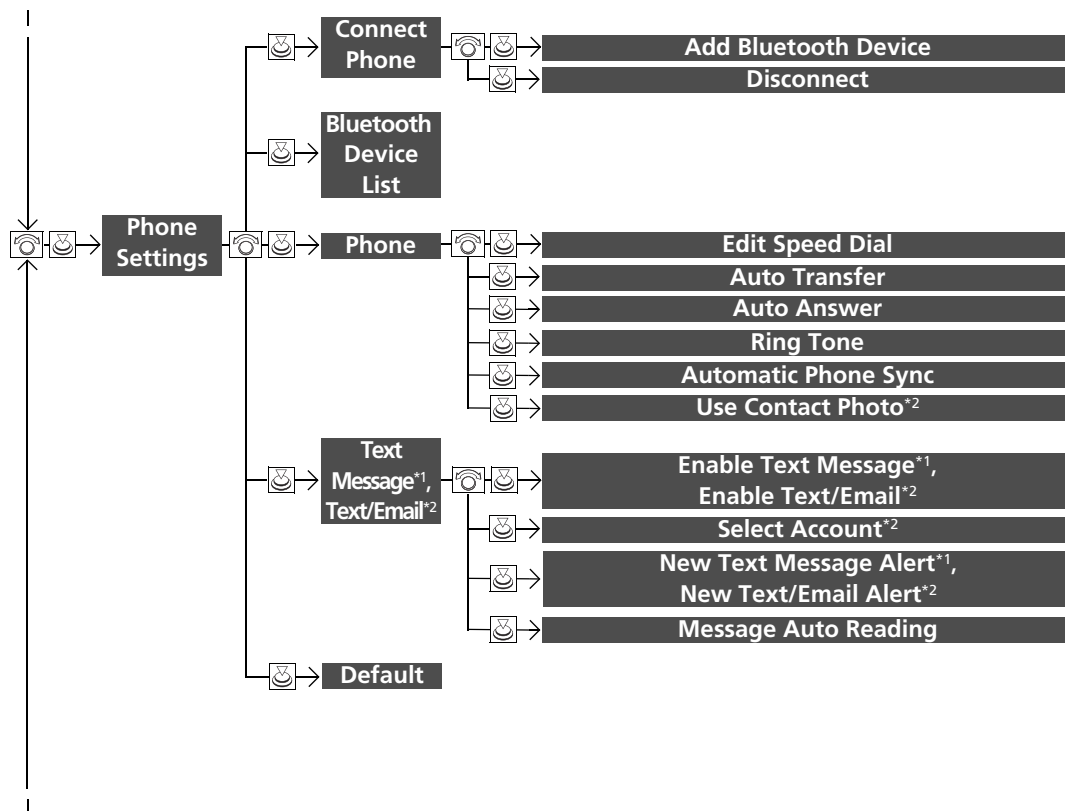 Connect
Phone
Add Bluetooth Device
Disconnect
Bluetooth
Device
List
Phone
Settings
Phone
Edit Speed Dial
Auto Transfer
Auto Answer
Ring Tone
Automatic Phone Sync
Use Contact Photo*2
Text
Message*1,
Text/Email*2
Enable Text Message*1,
Enable Text/Email*2
Select Account*2
New Text Message Alert*1,
New Text/Email Alert*2
Message Auto Reading
Default